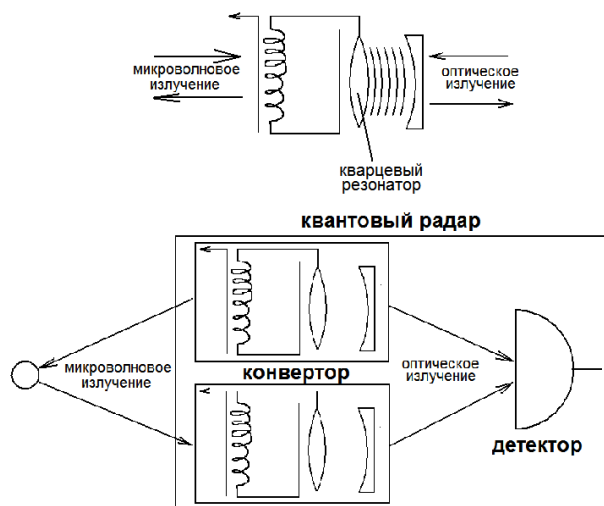 микроволновое
излучение
оптическое
излучение
кварцевый
резонатор
квантовый радар
микроволновое
излучение
конвертор
оптическое
излучение
детектор